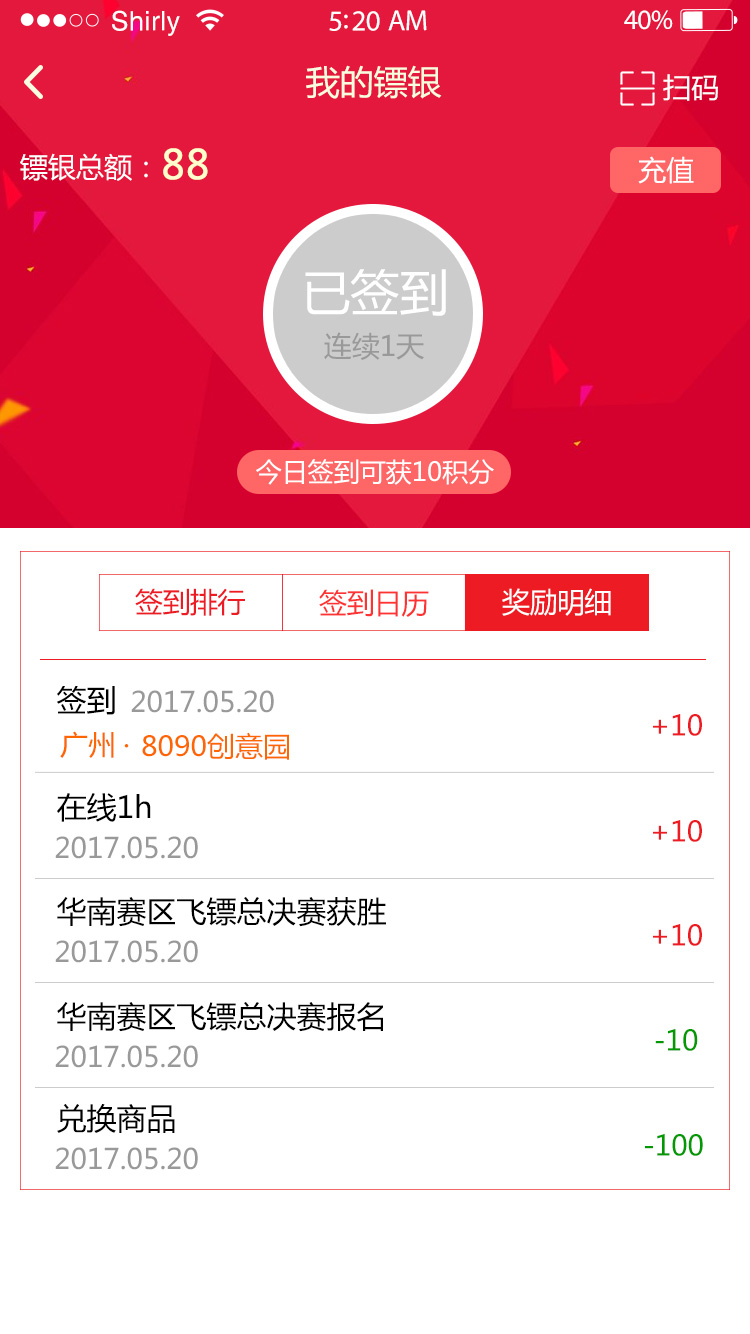 Shirly 5:20 AM 40%
我的镖银 扫码
镖银总额：88 充值
已签到
连续1天
今日签到可获10积分
签到排行 签到日历 奖励明细
签到 2017.05.20
广州 · 8090创意园 +10
在线1h
2017.05.20 +10
华南赛区飞镖总决赛获胜
2017.05.20 +10
华南赛区飞镖总决赛报名
2017.05.20 -10
兑换商品
2017.05.20 -100